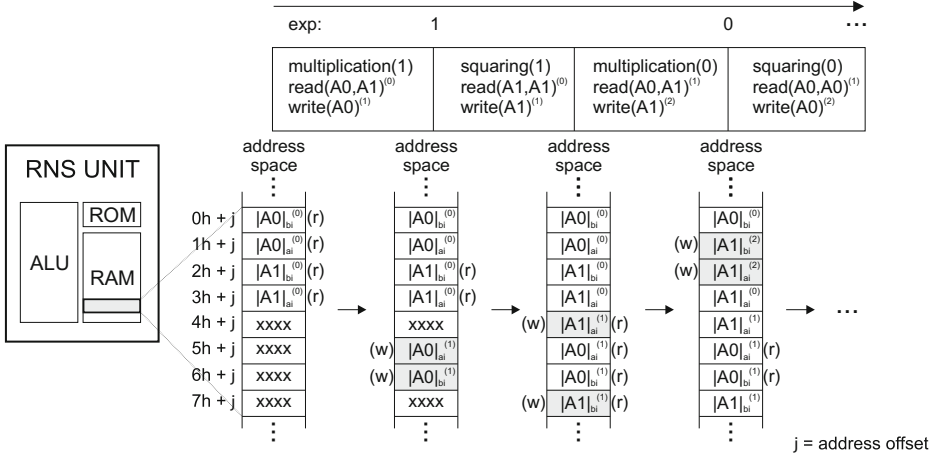 exp: 1 0 ...
multiplication(1) squaring(1) multiplication(0) squaring(0)
read(A0,A1)⁽⁰⁾ read(A1,A1)⁽⁰⁾ read(A0,A1)⁽¹⁾ read(A0,A0)⁽¹⁾
write(A0)⁽¹⁾ write(A1)⁽¹⁾ write(A1)⁽²⁾ write(A0)⁽²⁾
address address address address
space space space space
RNS UNIT
ALU
ROM
RAM
0h + j |A0|bi⁽⁰⁾ (r) |A0|bi⁽⁰⁾ |A0|bi⁽⁰⁾ |A0|bi⁽⁰⁾
1h + j |A0|ai⁽⁰⁾ (r) |A0|ai⁽⁰⁾ |A0|ai⁽⁰⁾ (w) |A1|bi⁽²⁾
2h + j |A1|bi⁽⁰⁾ (r) |A1|bi⁽⁰⁾ (r) |A1|bi⁽⁰⁾ (w) |A1|ai⁽²⁾
3h + j |A1|ai⁽⁰⁾ (r) |A1|ai⁽⁰⁾ (r) |A1|ai⁽⁰⁾ |A1|ai⁽⁰⁾
4h + j xxxx xxxx (w) |A1|ai⁽¹⁾ (r) |A1|ai⁽¹⁾
5h + j xxxx (w) |A0|ai⁽¹⁾ |A0|ai⁽¹⁾ (r) |A0|ai⁽¹⁾ (r)
6h + j xxxx (w) |A0|bi⁽¹⁾ |A0|bi⁽¹⁾ (r) |A0|bi⁽¹⁾ (r)
7h + j xxxx xxxx (w) |A1|bi⁽¹⁾ (r) |A1|bi⁽¹⁾
...
j = address offset